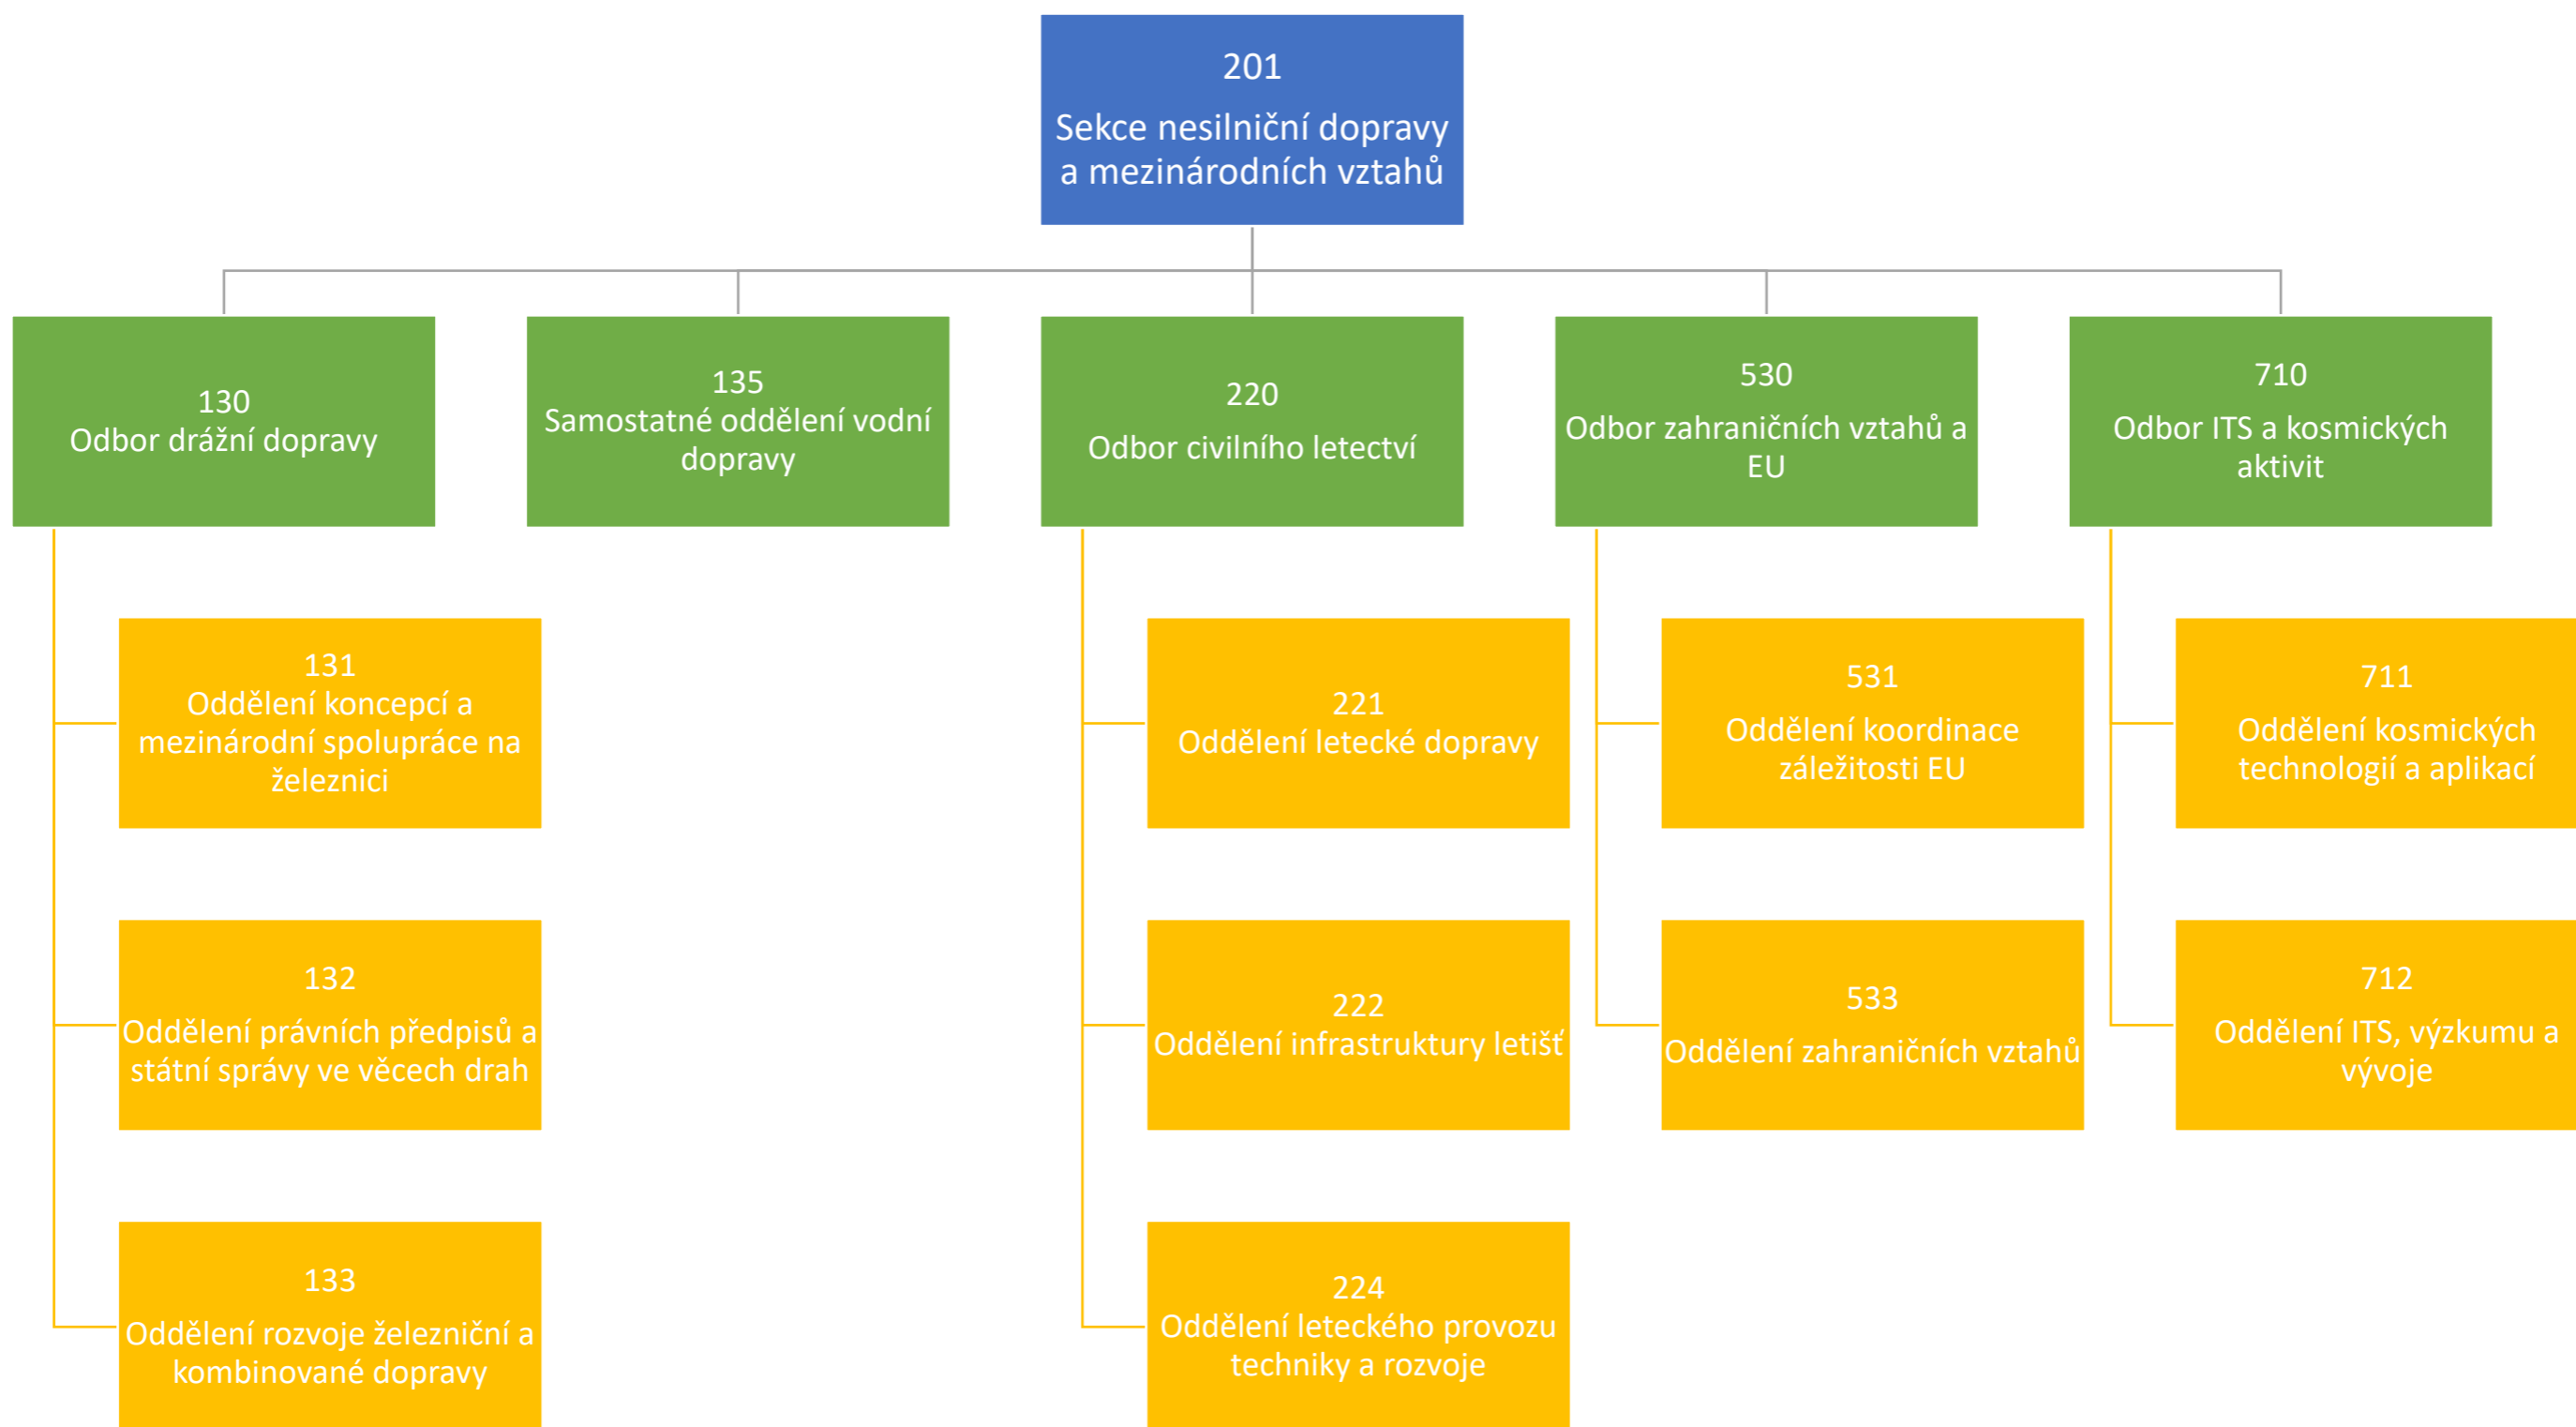 201
Sekce nesilniční dopravy
a mezinárodních vztahů
130
Odbor drážní dopravy
135
Samostatné oddělení vodní
dopravy
220
Odbor civilního letectví
530
Odbor zahraničních vztahů a
EU
710
Odbor ITS a kosmických
aktivit
131
Oddělení koncepcí a
mezinárodní spolupráce na
železnici
221
Oddělení letecké dopravy
531
Oddělení koordinace
záležitosti EU
711
Oddělení kosmických
technologií a aplikací
132
Oddělení právních předpisů a
státní správy ve věcech drah
222
Oddělení infrastruktury letišť
533
Oddělení zahraničních vztahů
712
Oddělení ITS, výzkumu a
vývoje
133
Oddělení rozvoje železniční a
kombinované dopravy
224
Oddělení leteckého provozu
techniky a rozvoje